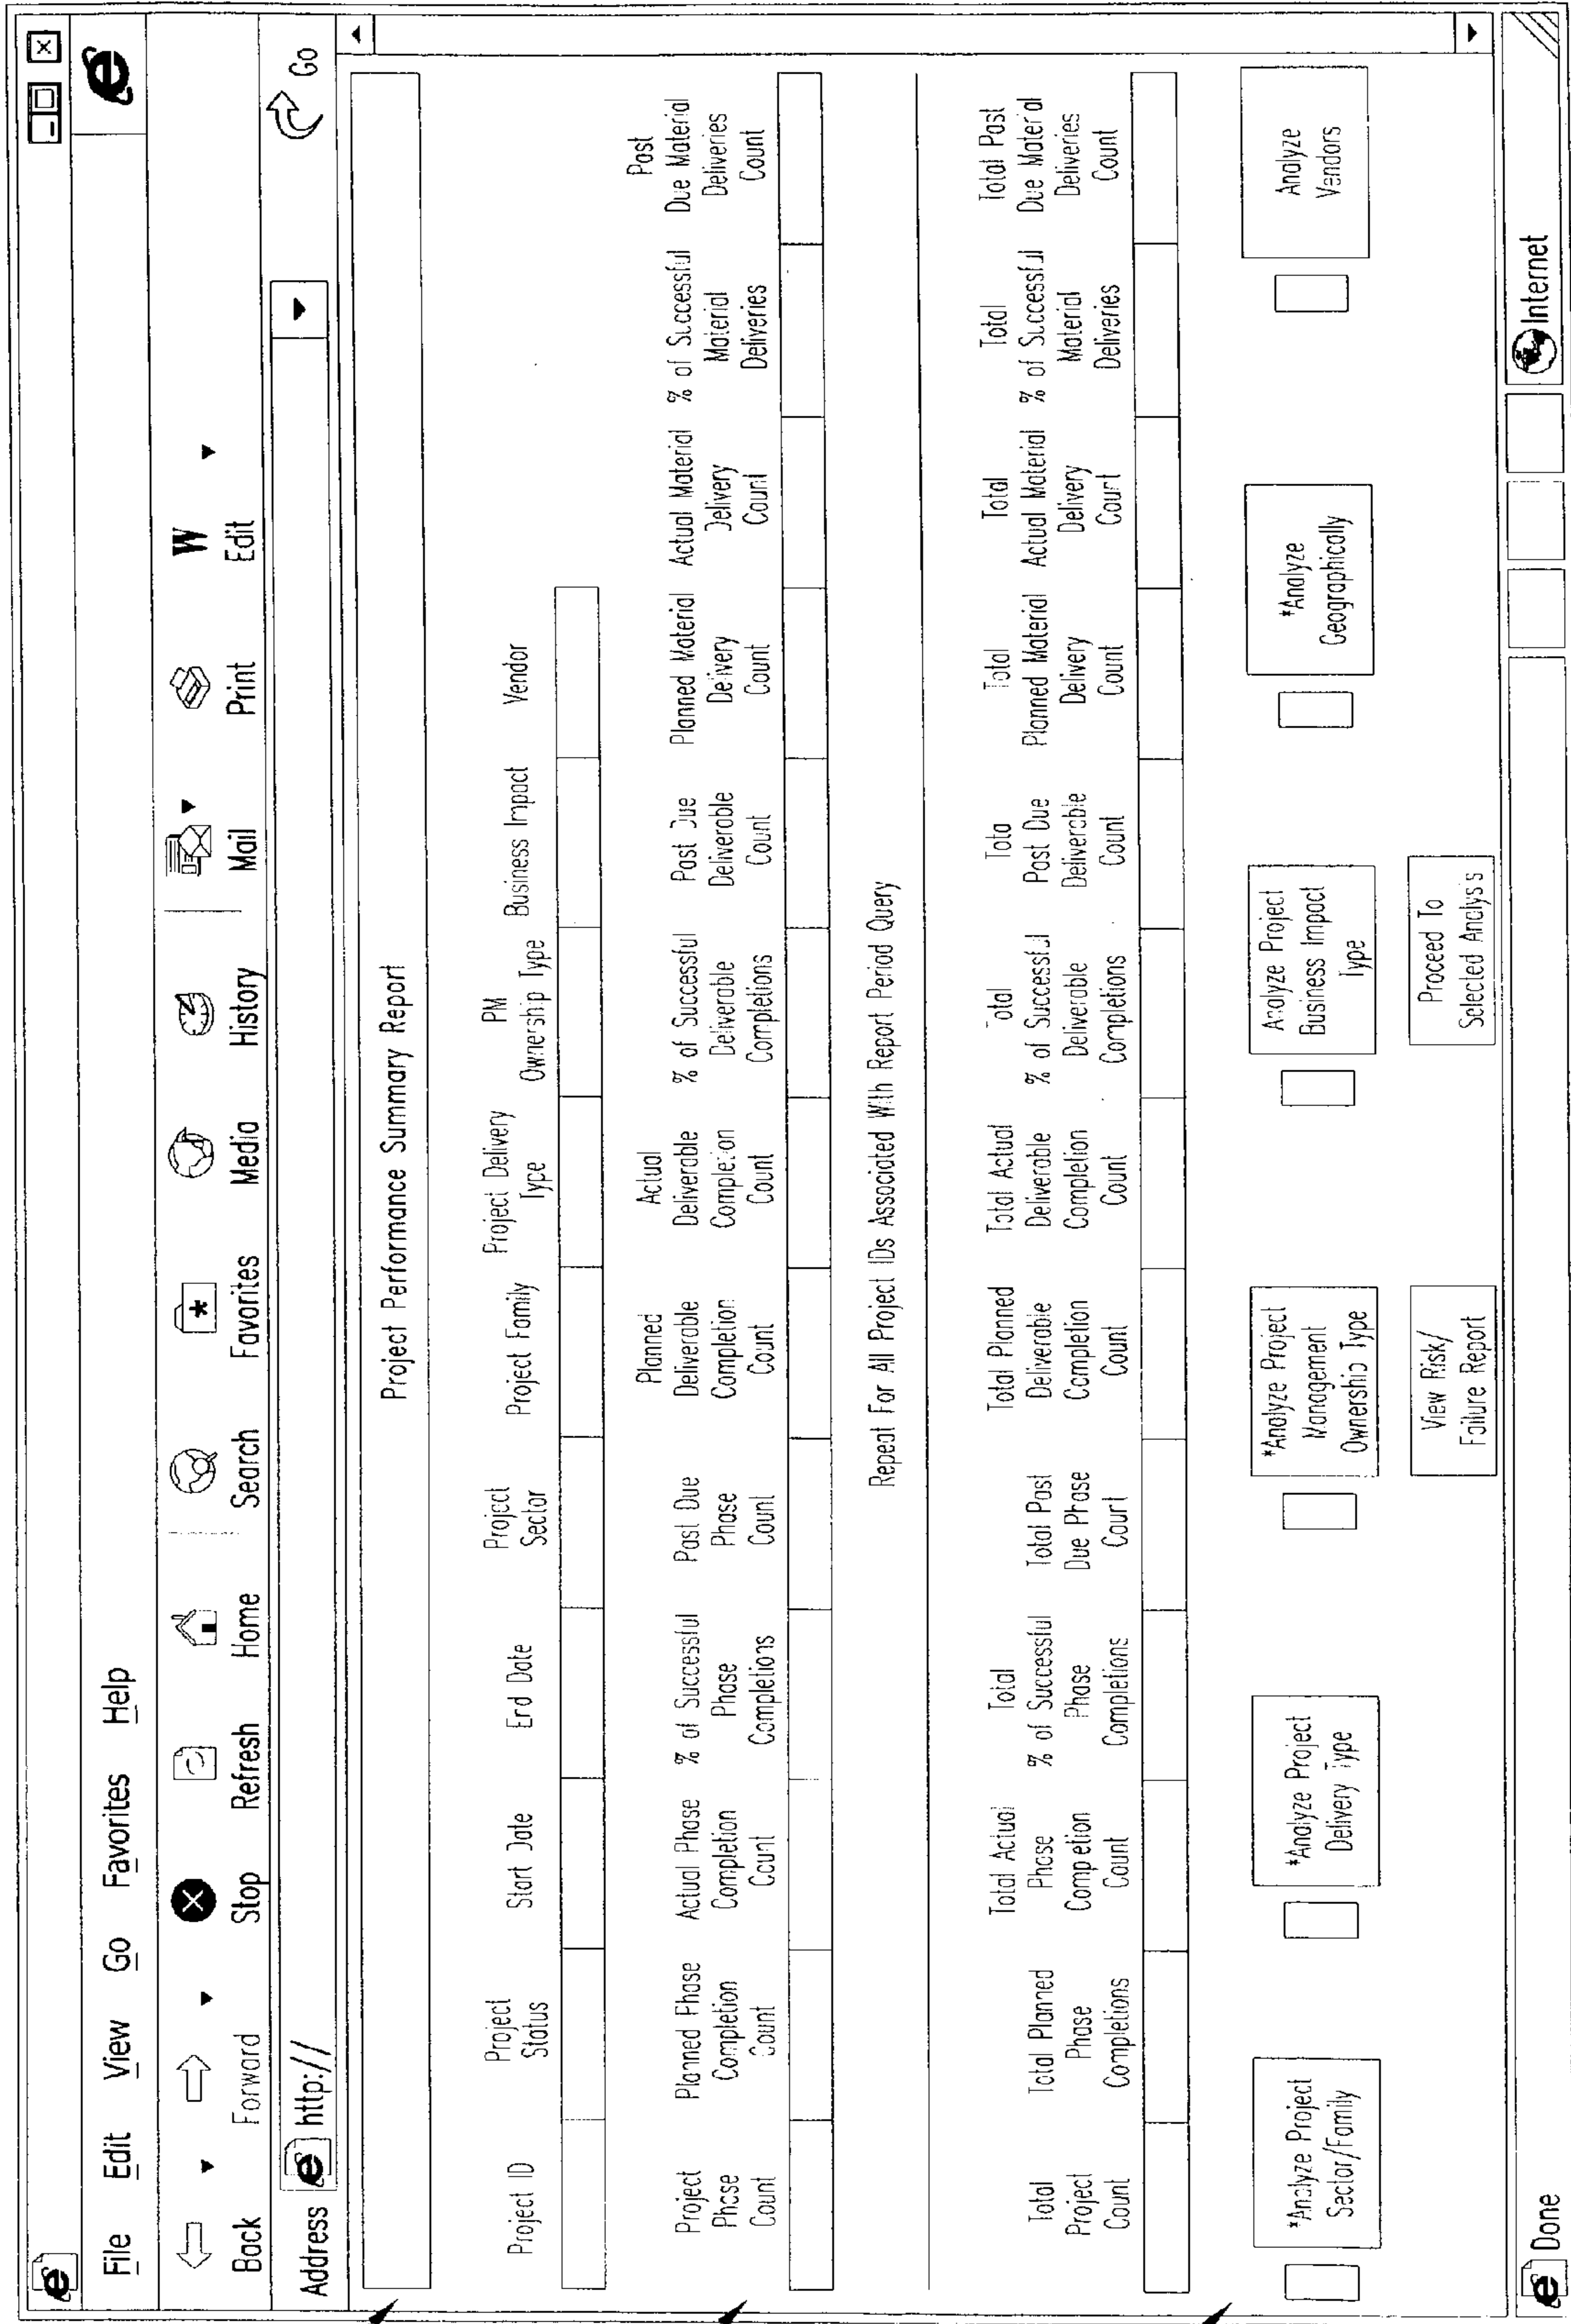 File Edit View Go Favorites Help
Back Forward Stop Refresh Home Search Favorites Media History Mail Print Edit
W
Address http:// Go
Project Performance Summary Report
Project ID
Project
Status
Start Date
End Date
Project
Sector
Project Family
Project Delivery
Type
PM
Ownership Type
Business Impact
Vendor
Project
Phase
Count
Planned Phase
Completion
Count
Actual Phase
Completion
Count
% of Successful
Phase
Completions
Past Due
Phase
Count
Planned
Deliverable
Completion
Count
Actual
Deliverable
Completion
Count
% of Successful
Deliverable
Completions
Past Due
Deliverable
Count
Planned Material
Delivery
Count
Actual Material
Delivery
Count
% of Successful
Material
Deliveries
Past
Due Material
Deliveries
Count
Repeat For All Project IDs Associated With Report Period Query
Total
Project
Count
Total Planned
Phase
Completions
Total Actual
Phase
Completion
Count
Total
% of Successful
Phase
Completions
Total Past
Due Phase
Count
Total Planned
Deliverable
Completion
Count
Total Actual
Deliverable
Completion
Count
Total
% of Successful
Deliverable
Completions
Total
Past Due
Deliverable
Count
Total
Planned Material
Delivery
Count
Total
Actual Material
Delivery
Count
Total
% of Successful
Material
Deliveries
Total Past
Due Material
Deliveries
Count
*Analyze Project
Sector/Family
*Analyze Project
Delivery Type
*Analyze Project
Management
Ownership Type
Analyze Project
Business Impact
Type
*Analyze
Geographically
Analyze
Vendors
View Risk/
Failure Report
Proceed To
Selected Analysis
Done Internet